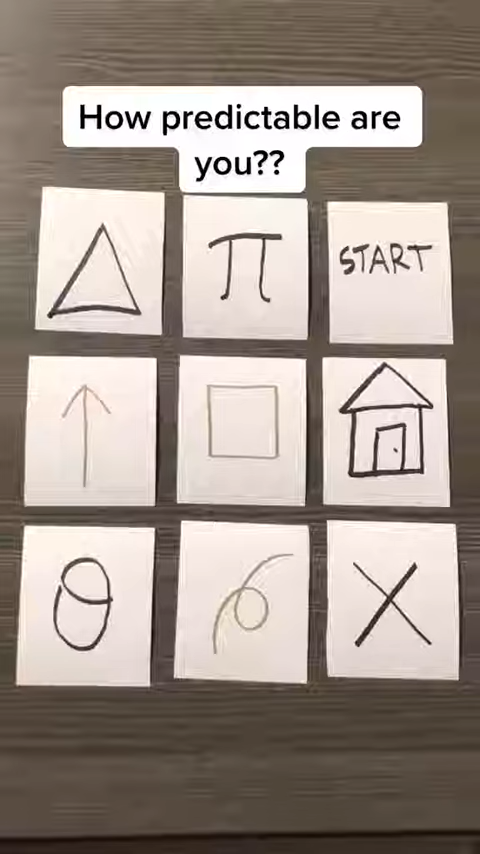 How predictable are
you??
Δ π START
θ X